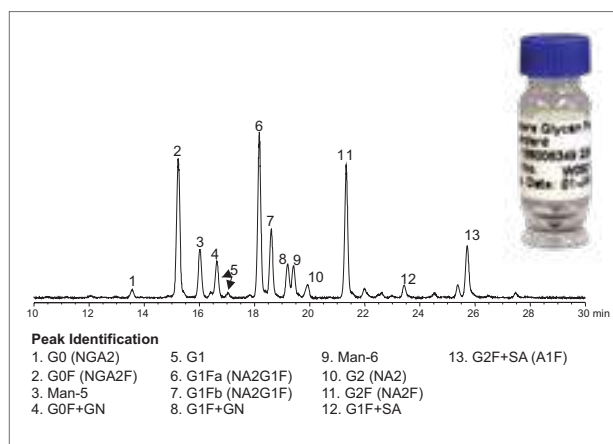 6
2
11
7
3
13
4
8
9
5
1
10
12
10 12 14 16 18 20 22 24 26 28 30 min
Glycan
Date: 01-
Peak Identification
1. G0 (NGA2) 5. G1 9. Man-6 13. G2F+SA (A1F)
2. G0F (NGA2F) 6. G1Fa (NA2G1F) 10. G2 (NA2)
3. Man-5 7. G1Fb (NA2G1F) 11. G2F (NA2F)
4. G0F+GN 8. G1F+GN 12. G1F+SA